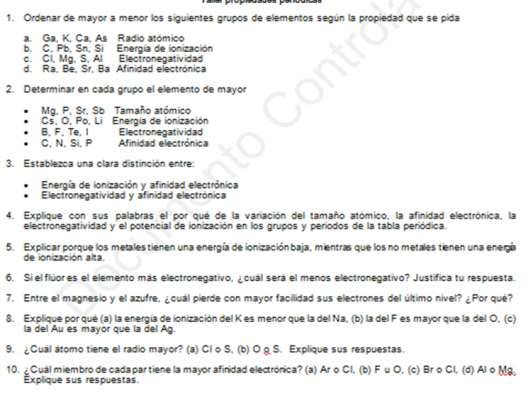 Taller propiedades periódicas
1. Ordenar de mayor a menor los siguientes grupos de elementos según la propiedad que se pida
a. Ga, K, Ca, As Radio atómico
b. C, Pb, Sn, Si Energía de ionización
c. Cl, Mg, S, Al Electronegatividad
d. Ra, Be, Sr, Ba Afinidad electrónica
2. Determinar en cada grupo el elemento de mayor
• Mg, P, Sr, Sb Tamaño atómico
• Cs, O, Po, Li Energía de ionización
• B, F, Te, I Electronegatividad
• C, N, Si, P Afinidad electrónica
3. Establezca una clara distinción entre:
• Energía de ionización y afinidad electrónica
• Electronegatividad y afinidad electrónica
4. Explique con sus palabras el por qué de la variación del tamaño atómico, la afinidad electrónica, la
electronegatividad y el potencial de ionización en los grupos y periodos de la tabla periódica.
5. Explicar porque los metales tienen una energía de ionización baja, mientras que los no metales tienen una energía
de ionización alta.
6. Si el flúor es el elemento más electronegativo, ¿cuál será el menos electronegativo? Justifica tu respuesta.
7. Entre el magnesio y el azufre, ¿cuál pierde con mayor facilidad sus electrones del último nivel? ¿Por qué?
8. Explique por qué (a) la energía de ionización del K es menor que la del Na, (b) la del F es mayor que la del O, (c)
la del Au es mayor que la del Ag.
9. ¿Cuál átomo tiene el radio mayor? (a) Cl o S, (b) O o S. Explique sus respuestas.
10. ¿Cuál miembro de cada par tiene la mayor afinidad electrónica? (a) Ar o Cl, (b) F u O, (c) Br o Cl, (d) Al o Mg.
Explique sus respuestas.
Documento Controla